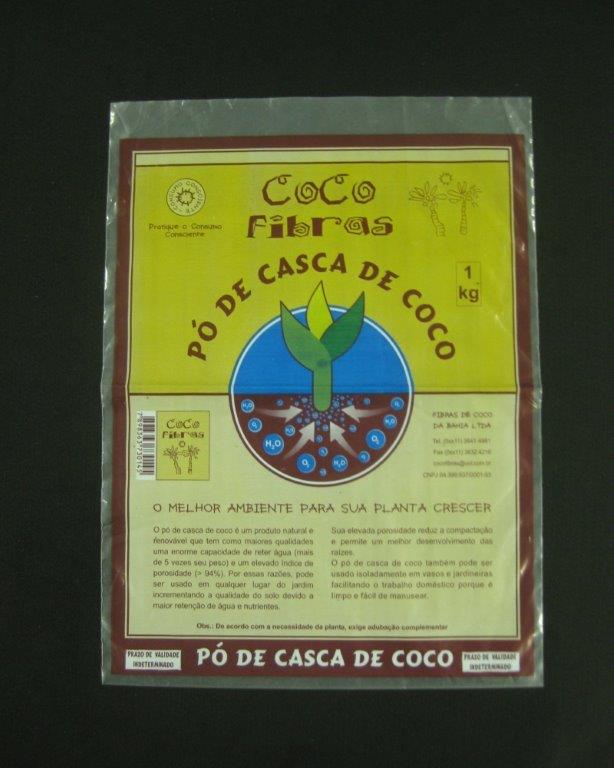 CONSUMO CONSCIENTE
Pratique o Consumo
Consciente
CoCo
Fibras
1
kg
PÓ DE CASCA DE COCO
H₂O
O₂
H₂O
O₂
H₂O
O₂
CoCo
Fibras
FIBRAS DE COCO
DA BAHIA LTDA
O MELHOR AMBIENTE PARA SUA PLANTA CRESCER
O pó de casca de coco é um produto natural e
renovável que tem como maiores qualidades
uma enorme capacidade de reter água (mais
de 5 vezes seu peso) e um elevado índice de
porosidade (> 94%). Por essas razões, pode
ser usado em qualquer lugar do jardim
incrementando a qualidade do solo devido a
maior retenção de água e nutrientes.
Sua elevada porosidade reduz a compactação
e permite um melhor desenvolvimento das
raízes.
O pó de casca de coco também pode ser
usado isoladamente em vasos e jardineiras
facilitando o trabalho doméstico porque é
limpo e fácil de manusear.
Obs.: De acordo com a necessidade da planta, exige adubação complementar
PRAZO DE VALIDADE
INDETERMINADO
PÓ DE CASCA DE COCO
PRAZO DE VALIDADE
INDETERMINADO